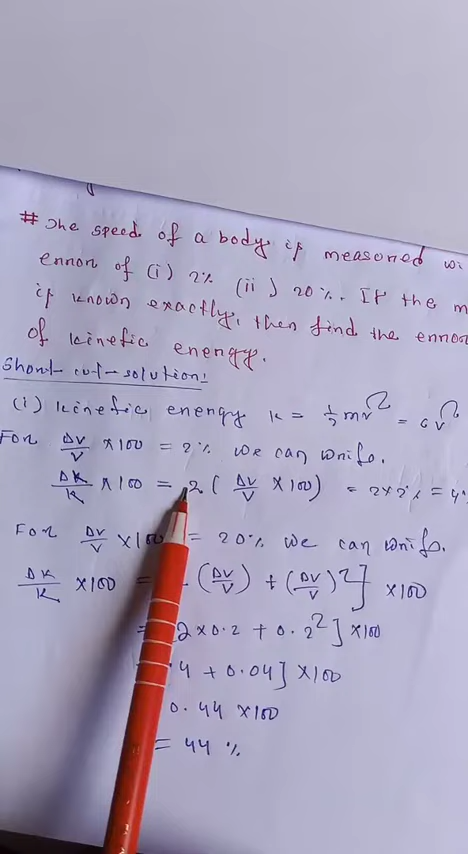 # The speed of a body is measured wi
error of (i) 2% (ii) 20%. If the m
is known exactly, then find the error
of kinetic energy.
Short cut-solution:
(i) kinetic energy K = ½mv² = cv²
For Δv/v ×100 = 2% we can write.
ΔK/K ×100 = 2 ( Δv/v ×100 ) = 2×2% = 4%
For Δv/v ×100 = 20% we can write.
ΔK/K ×100 = (Δv/v) + (Δv/v)²] ×100
= 2×0.2 + 0.2²] ×100
4 + 0.04] ×100
0.44 ×100
= 44 %